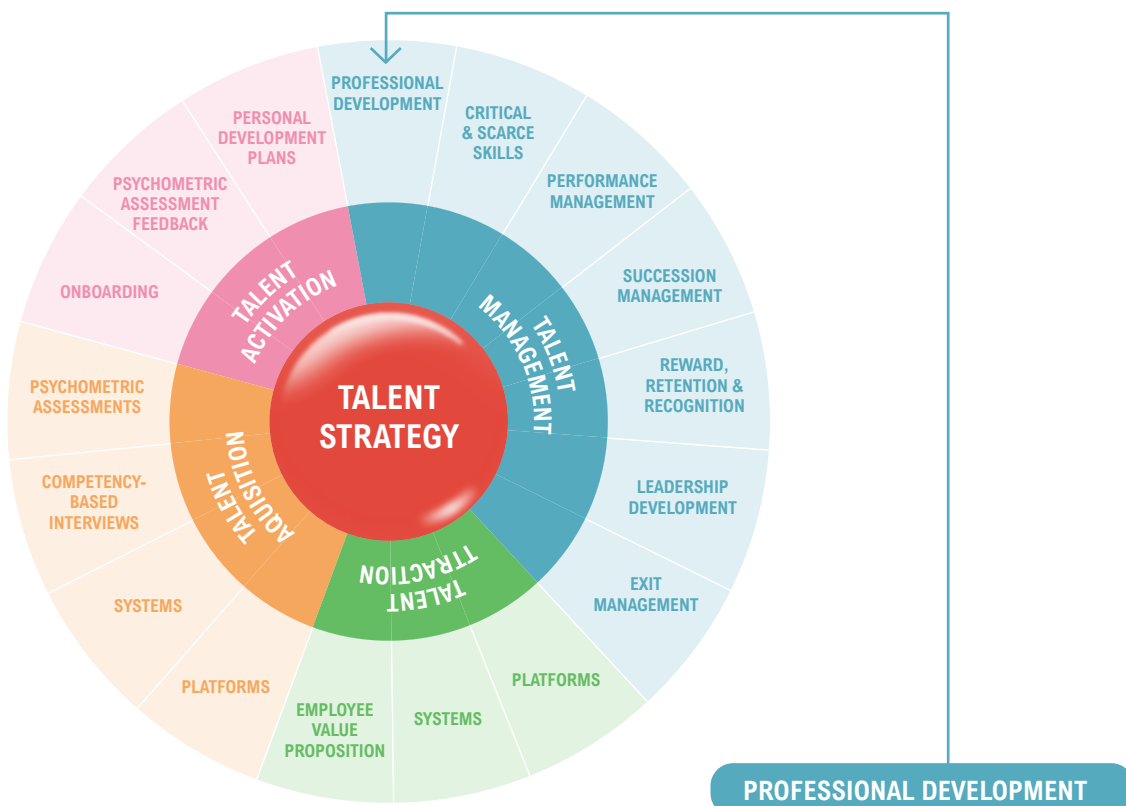 PROFESSIONAL
DEVELOPMENT
CRITICAL
& SCARCE
SKILLS
PERFORMANCE
MANAGEMENT
SUCCESSION
MANAGEMENT
REWARD,
RETENTION &
RECOGNITION
LEADERSHIP
DEVELOPMENT
EXIT
MANAGEMENT
TALENT
MANAGEMENT
PERSONAL
DEVELOPMENT
PLANS
PSYCHOMETRIC
ASSESSMENT
FEEDBACK
ONBOARDING
TALENT
ACTIVATION
PSYCHOMETRIC
ASSESSMENTS
COMPETENCY-
BASED
INTERVIEWS
SYSTEMS
PLATFORMS
TALENT
AQUISITION
EMPLOYEE
VALUE
PROPOSITION
SYSTEMS
PLATFORMS
TALENT
TTRACTION
TALENT
STRATEGY
PROFESSIONAL DEVELOPMENT